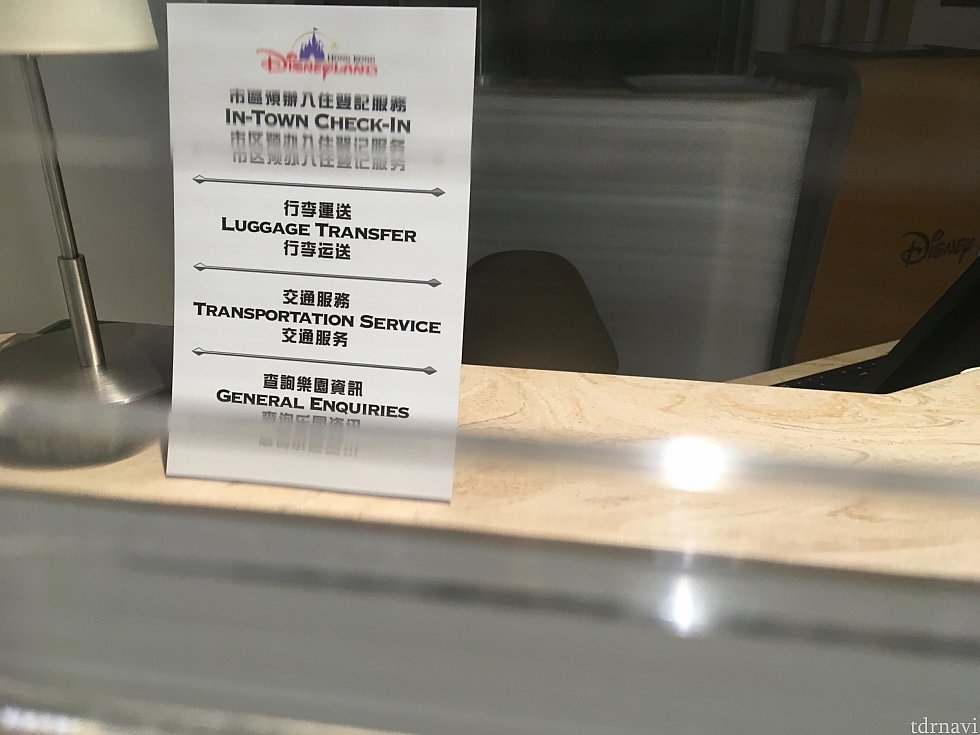 HONG KONG
DISNEYLAND
市區預辦入住登記服務
IN-TOWN CHECK-IN
市区预办入住登记服务
行李運送
LUGGAGE TRANSFER
行李运送
交通服務
TRANSPORTATION SERVICE
交通服务
查詢樂園資訊
GENERAL ENQUIRIES
DISNEY
tdrnavi